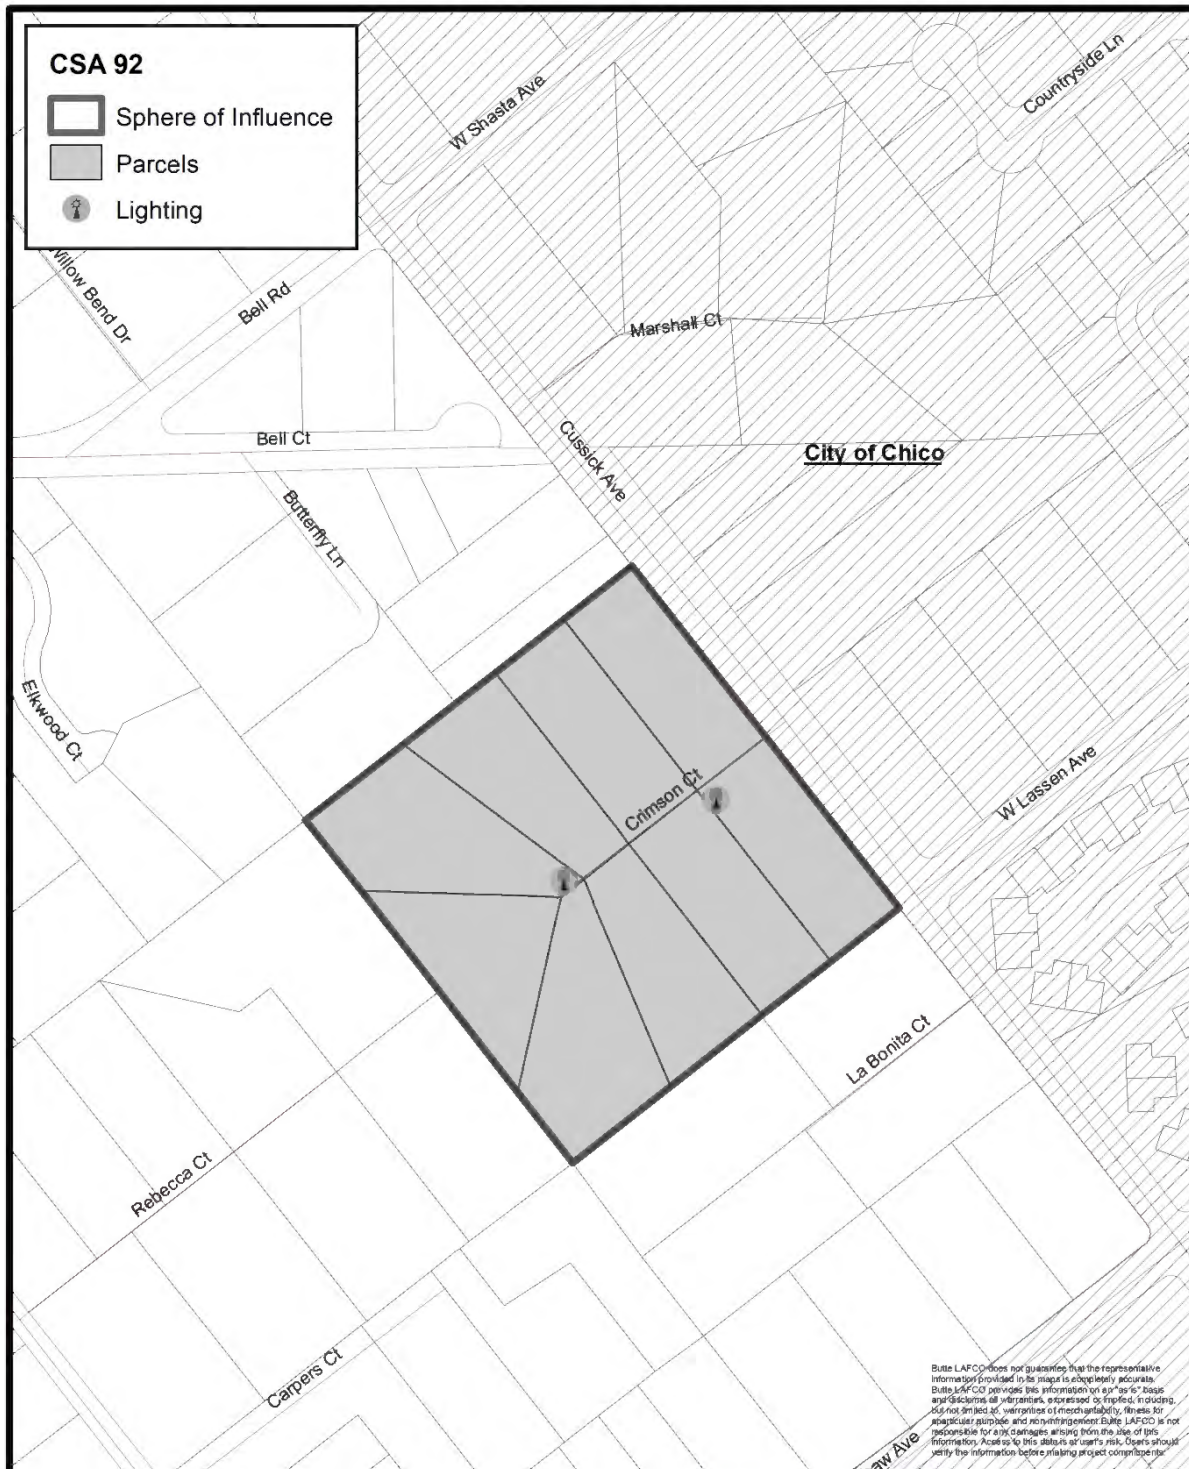 CSA 92
Sphere of Influence
Parcels
Lighting
W Shasta Ave
Countryside Ln
Willow Bend Dr
Bell Rd
Marshall Ct
Bell Ct
Cussick Ave
City of Chico
Butterfly Ln
Elkwood Ct
Crimson Ct
W Lassen Ave
La Bonita Ct
Rebecca Ct
Carpers Ct
aw Ave
Butte LAFCO does not guarantee that the representative
information provided in its maps is completely accurate.
Butte LAFCO provides this information on an "as is" basis
and disclaims all warranties, expressed or implied, including,
but not limited to, warranties of merchantability, fitness for
a particular purpose and non-infringement. Butte LAFCO is not
responsible for any damages arising from the use of this
information. Access to this data is at user's risk. Users should
verify the information before making project commitments.